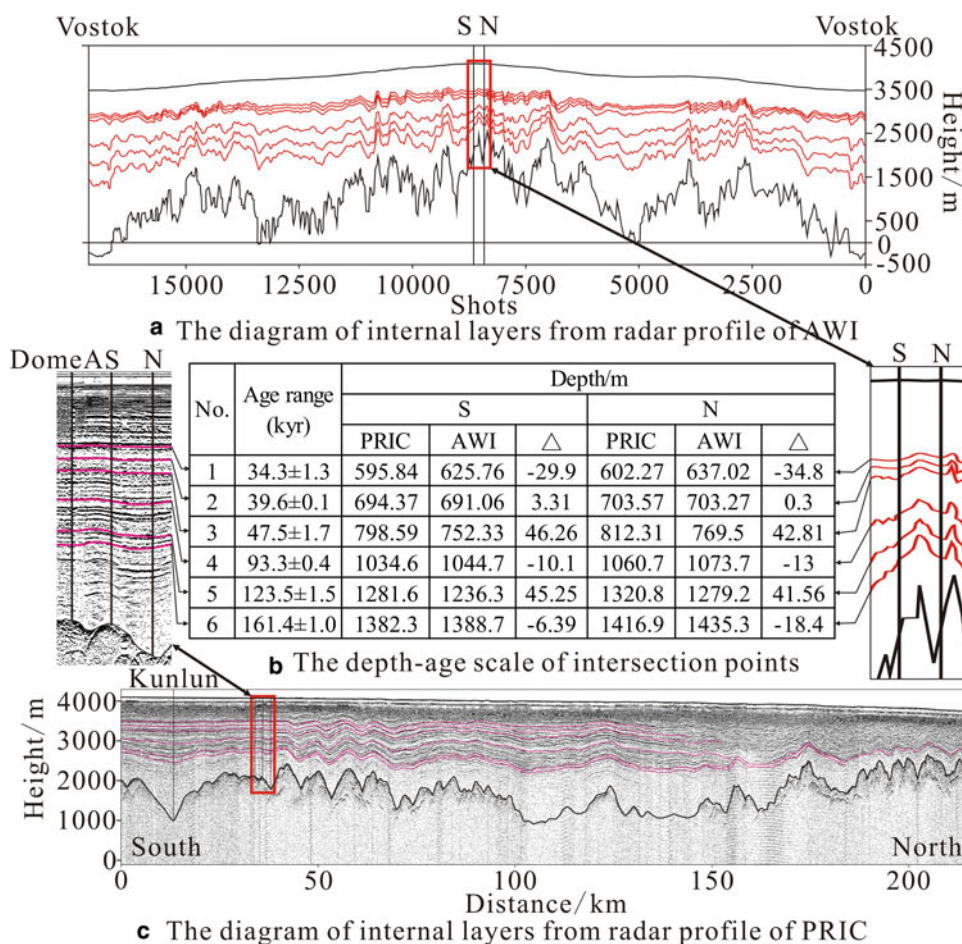 Vostok S N Vostok
4500
3500
2500
1500
500
0
-500
Height/m
15000 12500 10000 7500 5000 2500 0
Shots
a The diagram of internal layers from radar profile of AWI
DomeA S N
No. Age range (kyr) Depth/m
S N
PRIC AWI △ PRIC AWI △
1 34.3±1.3 595.84 625.76 -29.9 602.27 637.02 -34.8
2 39.6±0.1 694.37 691.06 3.31 703.57 703.27 0.3
3 47.5±1.7 798.59 752.33 46.26 812.31 769.5 42.81
4 93.3±0.4 1034.6 1044.7 -10.1 1060.7 1073.7 -13
5 123.5±1.5 1281.6 1236.3 45.25 1320.8 1279.2 41.56
6 161.4±1.0 1382.3 1388.7 -6.39 1416.9 1435.3 -18.4
S N
b The depth-age scale of intersection points
Kunlun
4000
3000
2000
1000
0
Height/m
South North
0 50 100 150 200
Distance/km
c The diagram of internal layers from radar profile of PRIC